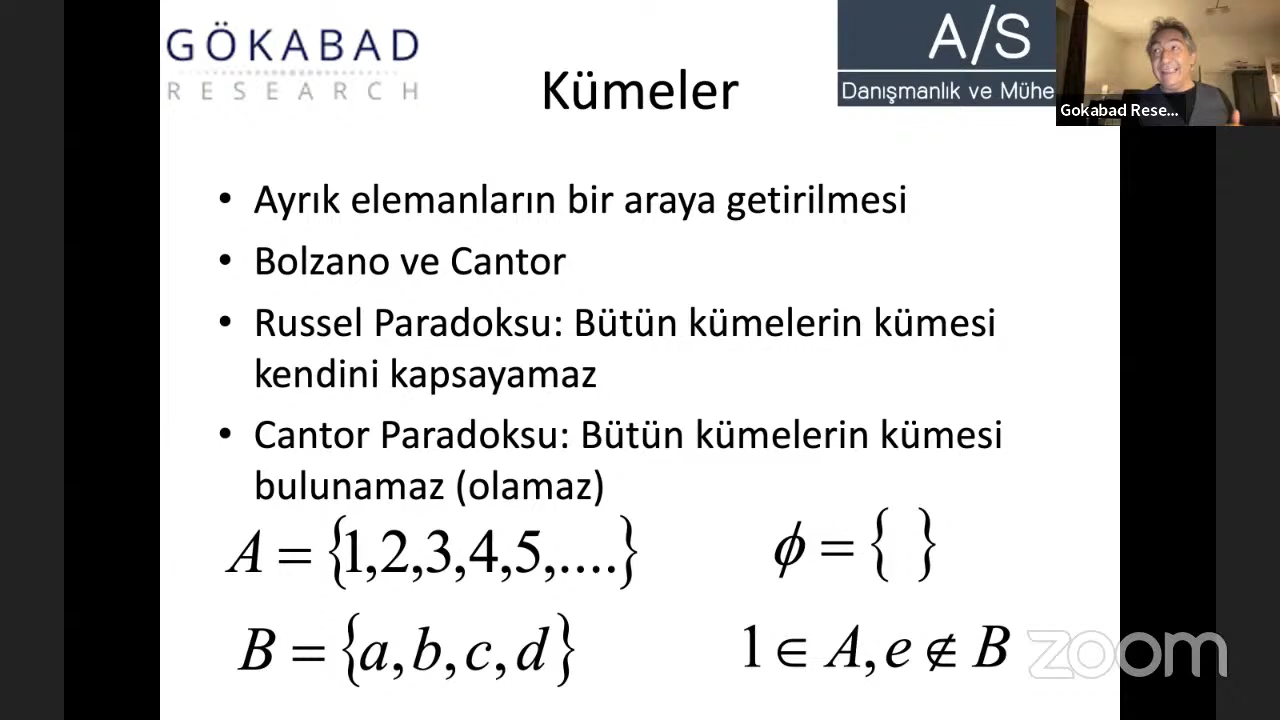 GÖKABAD
RESEARCH
A/S
Danışmanlık ve Mühe
Gokabad Rese...
Kümeler
• Ayrık elemanların bir araya getirilmesi
• Bolzano ve Cantor
• Russel Paradoksu: Bütün kümelerin kümesi
kendini kapsayamaz
• Cantor Paradoksu: Bütün kümelerin kümesi
bulunamaz (olamaz)
A = {1,2,3,4,5,....}
ϕ = { }
B = {a,b,c,d}
1 ∈ A, e ∉ B
zoom